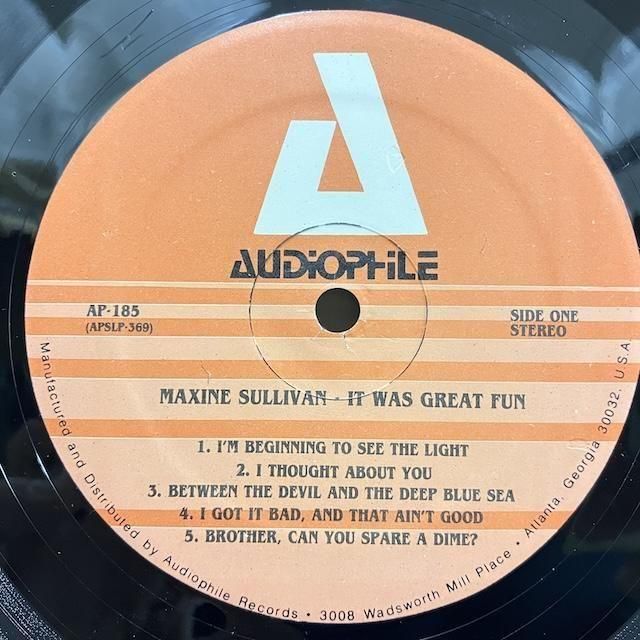 AUDIOPHILE
AP-185
(APSLP-369)
SIDE ONE
STEREO
MAXINE SULLIVAN - IT WAS GREAT FUN
1. I'M BEGINNING TO SEE THE LIGHT
2. I THOUGHT ABOUT YOU
3. BETWEEN THE DEVIL AND THE DEEP BLUE SEA
4. I GOT IT BAD, AND THAT AIN'T GOOD
5. BROTHER, CAN YOU SPARE A DIME?
Manufactured and Distributed by Audiophile Records • 3008 Wadsworth Mill Place • Atlanta, Georgia 30032, U.S.A.